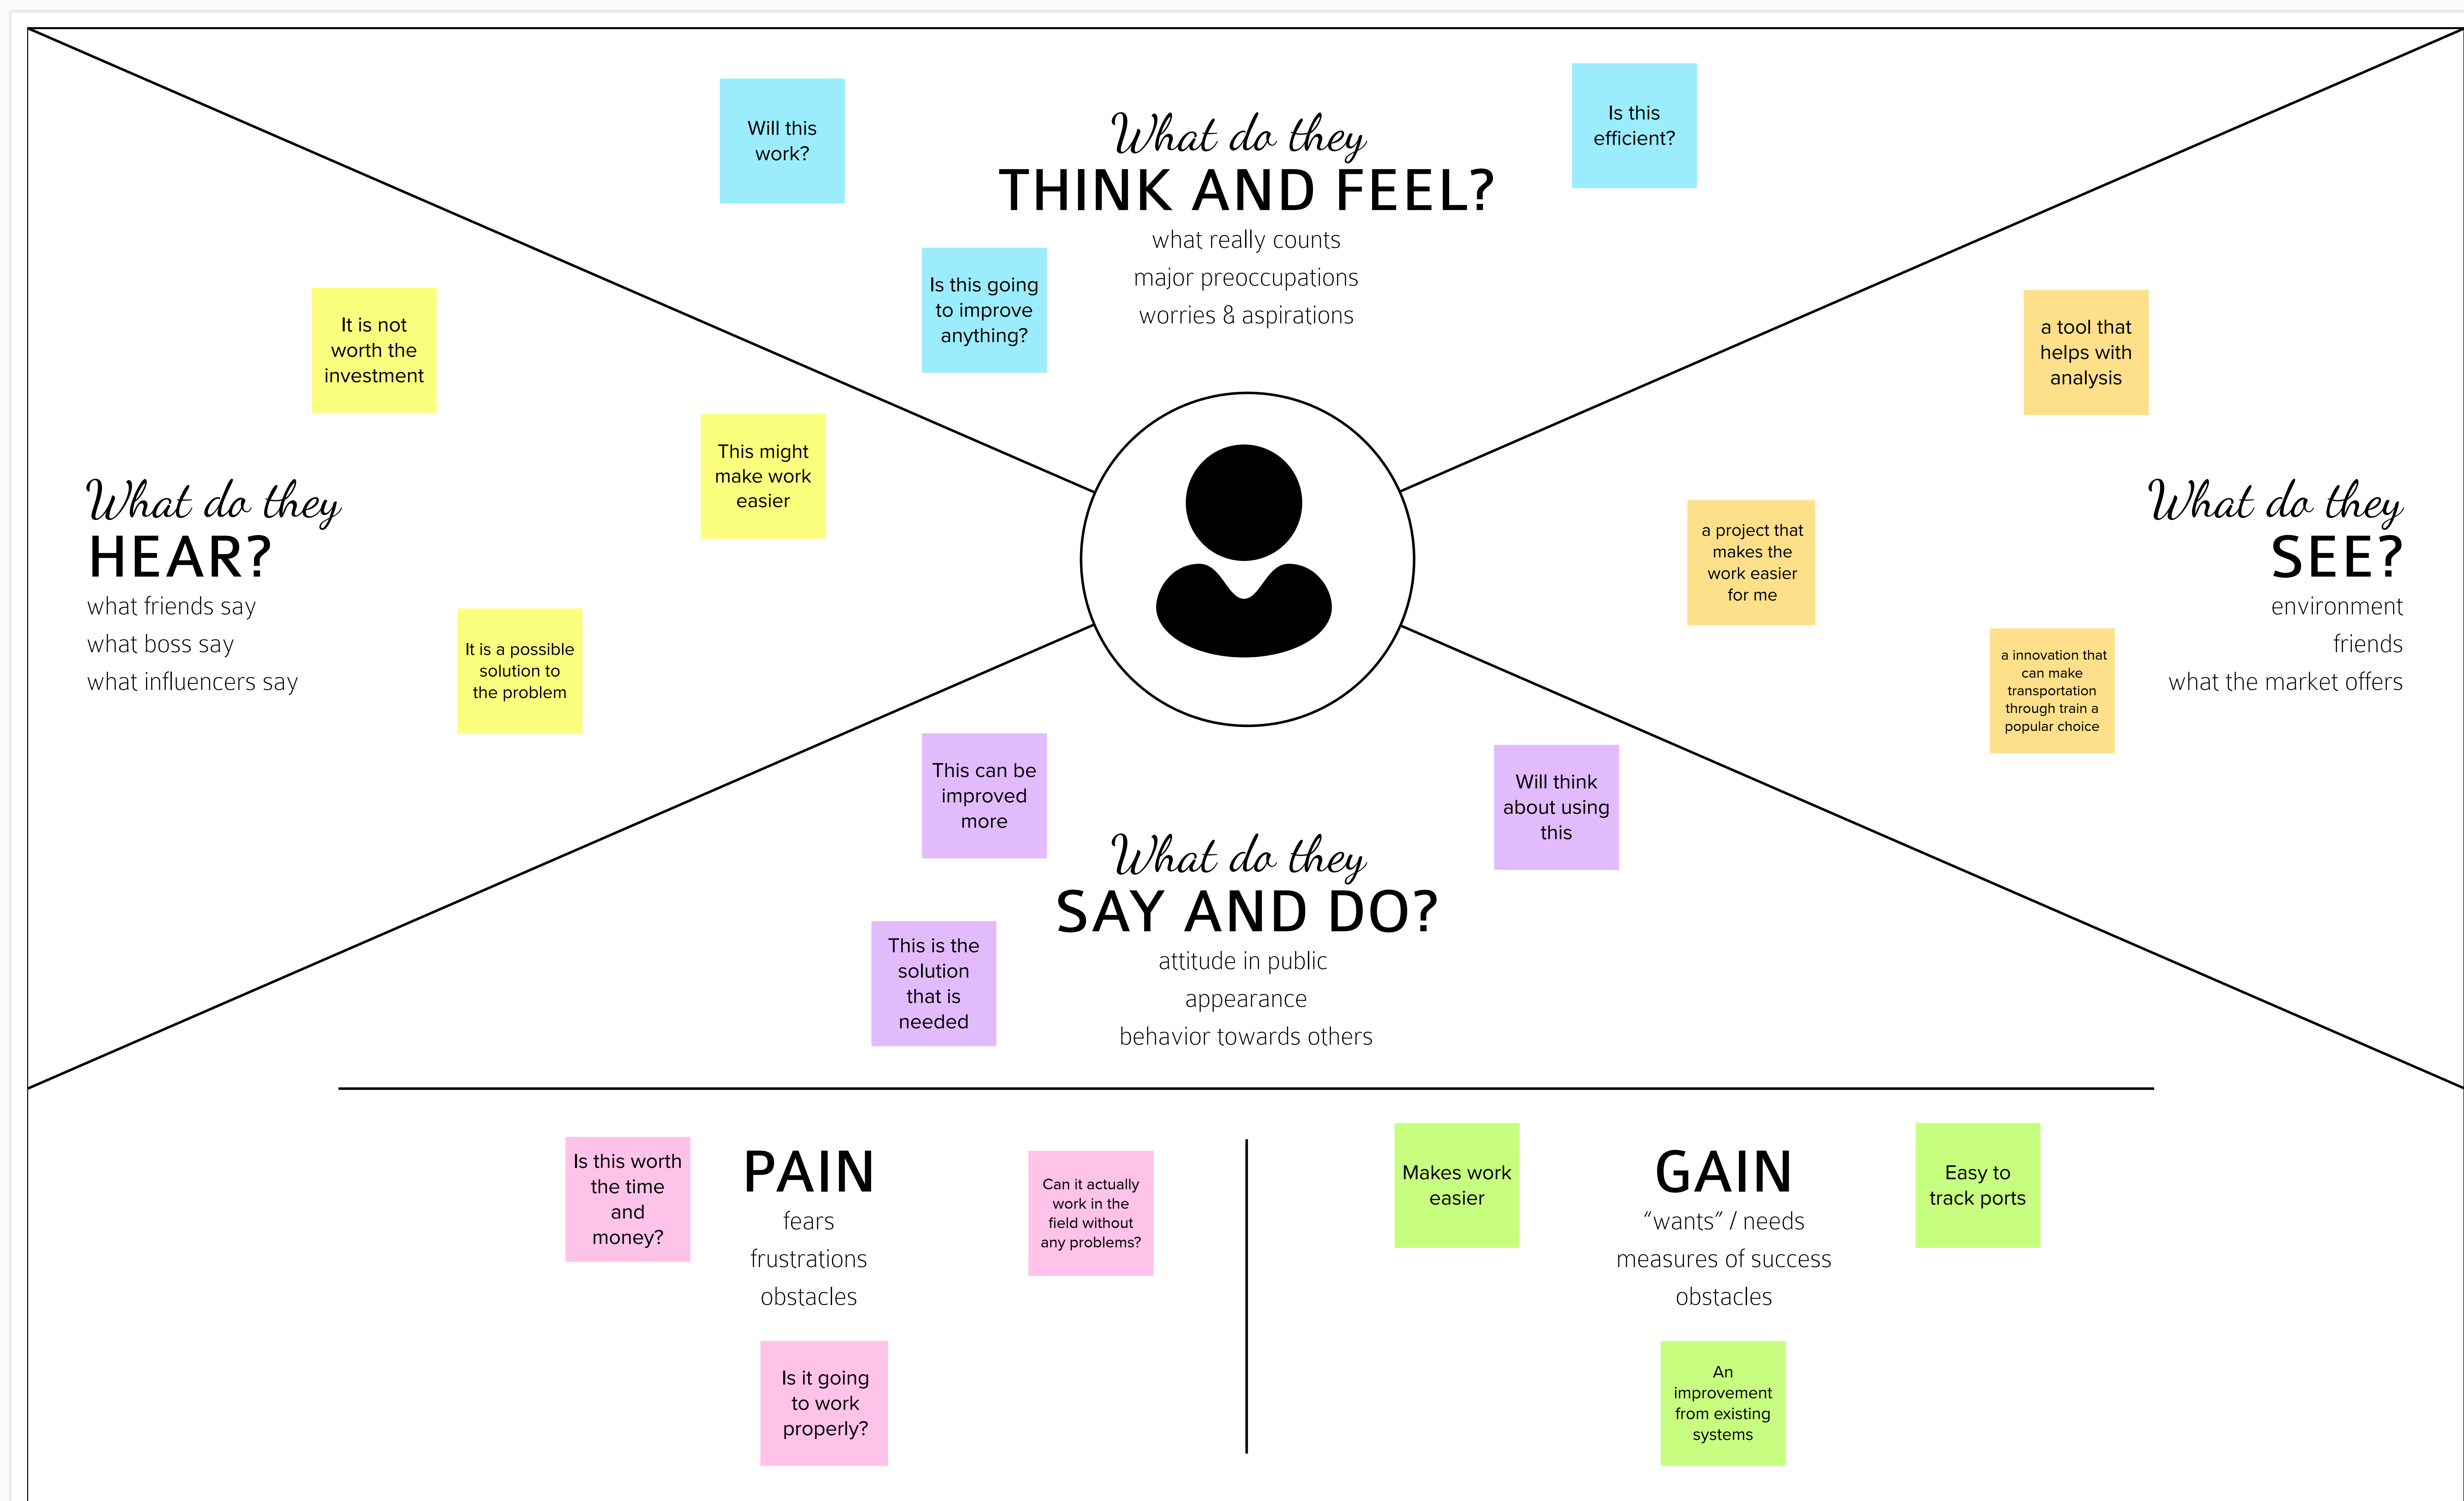 Will this
work?
What do they
THINK AND FEEL?
what really counts
major preoccupations
worries & aspirations
Is this
efficient?
Is this going
to improve
anything?
It is not
worth the
investment
This might
make work
easier
What do they
HEAR?
what friends say
what boss say
what influencers say
It is a possible
solution to
the problem
a tool that
helps with
analysis
a project that
makes the
work easier
for me
What do they
SEE?
environment
friends
what the market offers
a innovation that
can make
transportation
through train a
popular choice
This can be
improved
more
Will think
about using
this
What do they
SAY AND DO?
attitude in public
appearance
behavior towards others
This is the
solution
that is
needed
Is this worth
the time
and
money?
PAIN
fears
frustrations
obstacles
Can it actually
work in the
field without
any problems?
Is it going
to work
properly?
Makes work
easier
GAIN
“wants” / needs
measures of success
obstacles
Easy to
track ports
An
improvement
from existing
systems